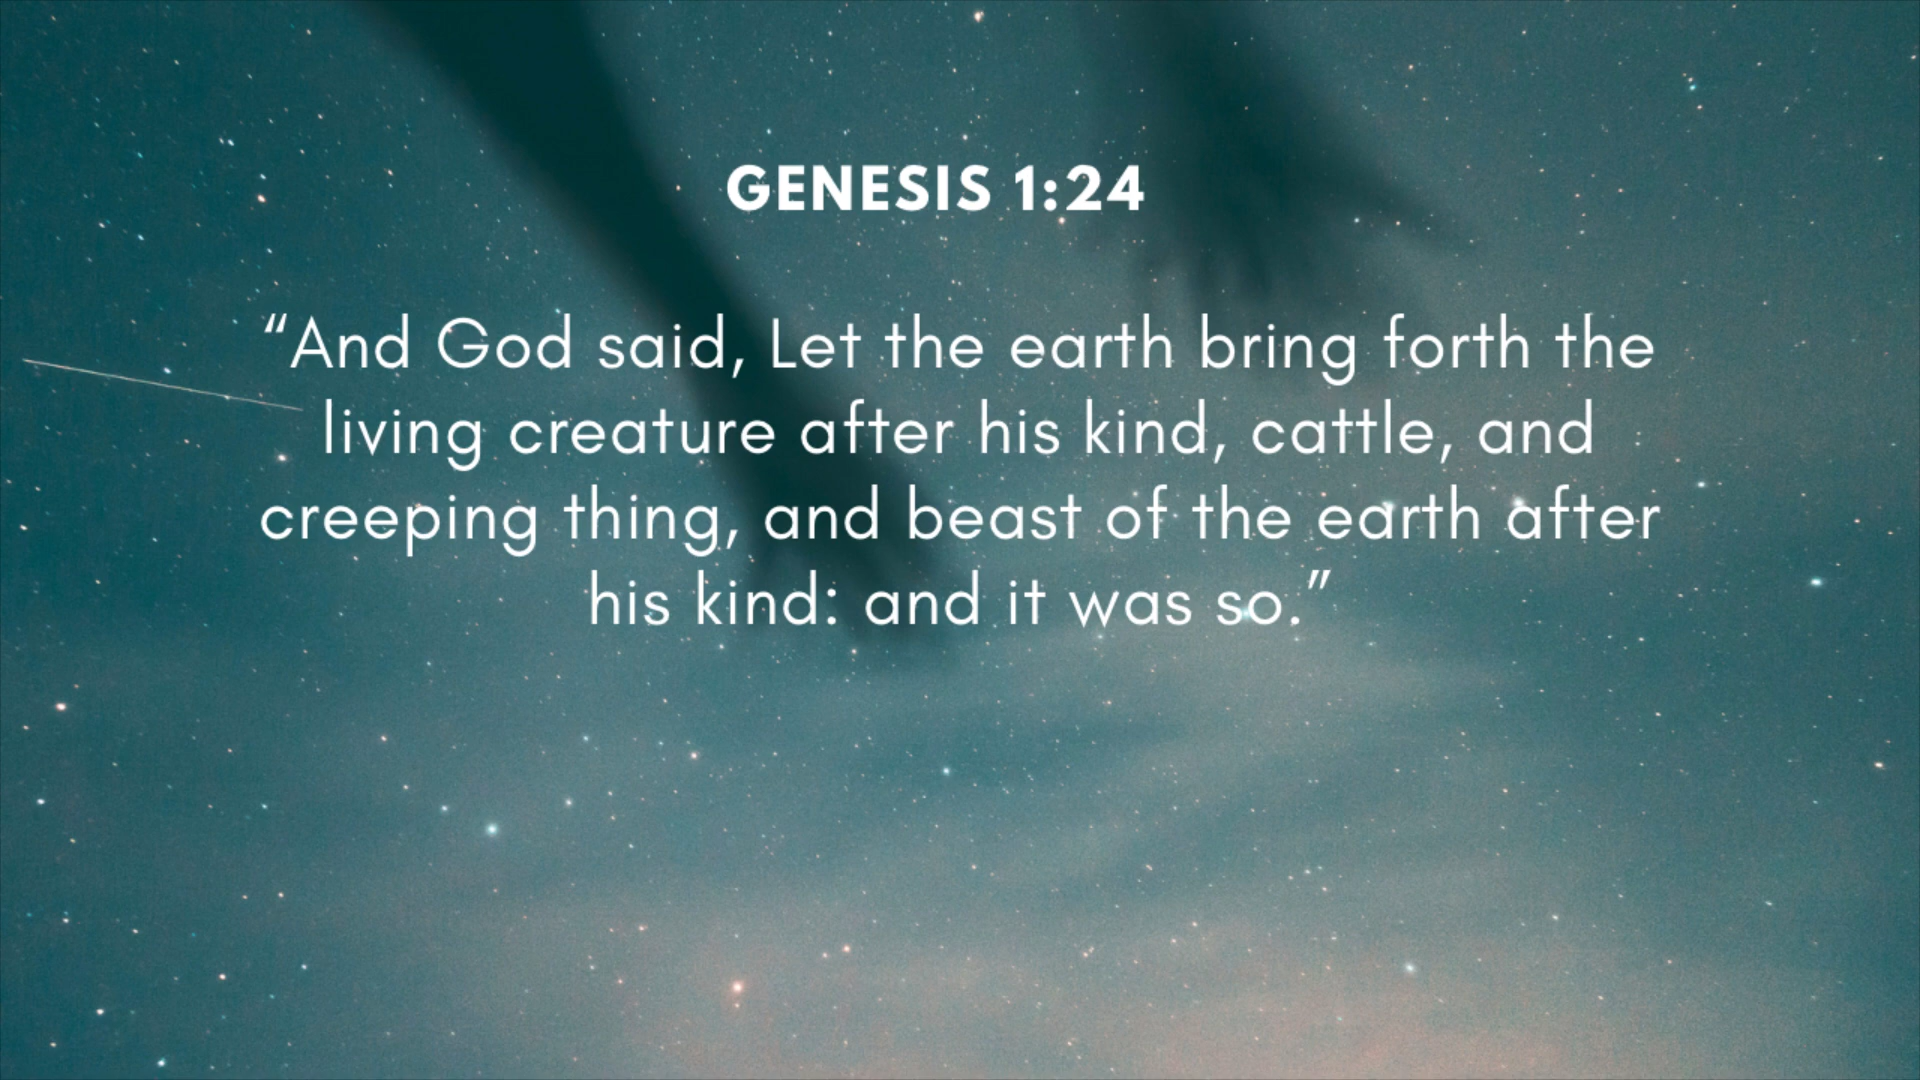 GENESIS 1:24
“And God said, Let the earth bring forth the
living creature after his kind, cattle, and
creeping thing, and beast of the earth after
his kind: and it was so.”